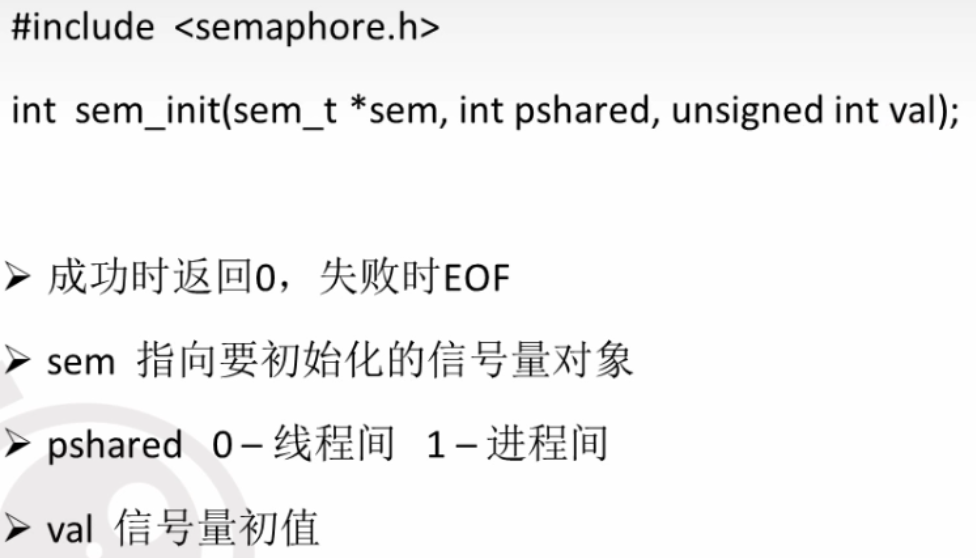 #include <semaphore.h>
int sem_init(sem_t *sem, int pshared, unsigned int val);
➢ 成功时返回0，失败时EOF
➢ sem 指向要初始化的信号量对象
➢ pshared 0 – 线程间 1 – 进程间
➢ val 信号量初值